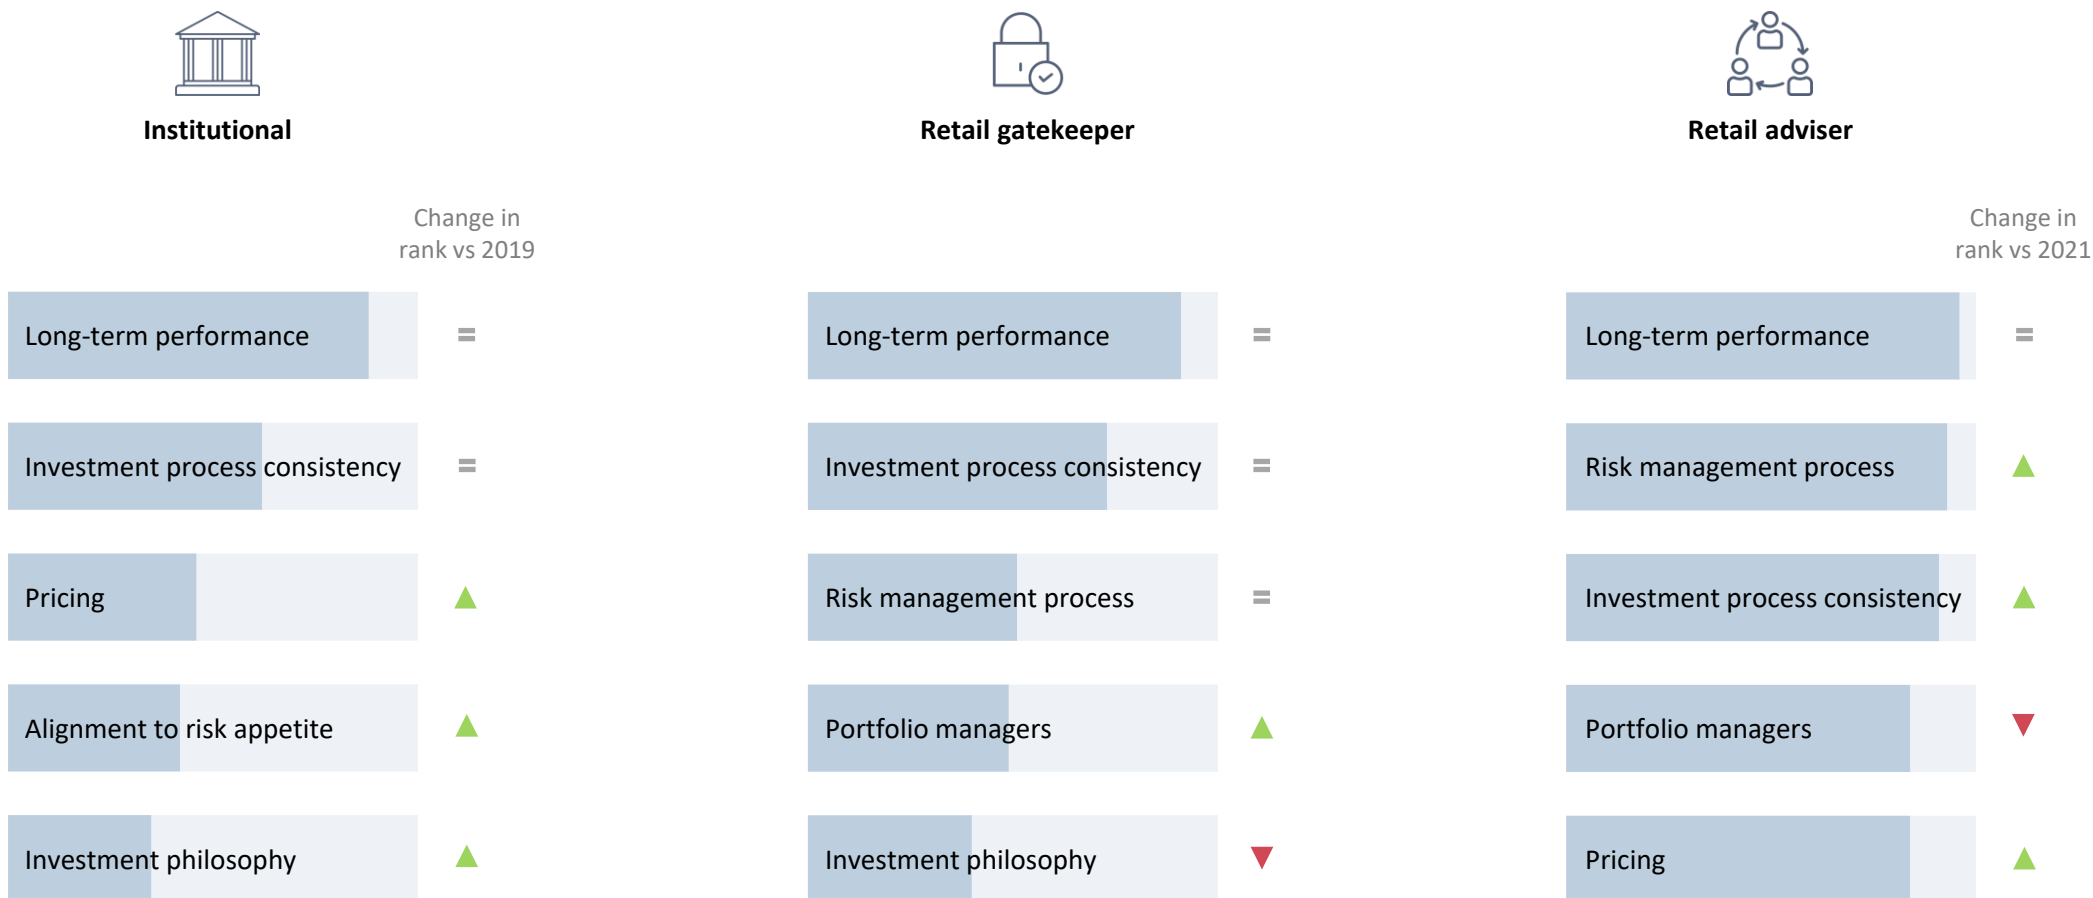 Institutional
Retail gatekeeper
Retail adviser
Change in
rank vs 2019
Change in
rank vs 2021
Long-term performance =
Long-term performance =
Long-term performance =
Investment process consistency =
Investment process consistency =
Risk management process ▲
Pricing ▲
Risk management process =
Investment process consistency ▲
Alignment to risk appetite ▲
Portfolio managers ▲
Portfolio managers ▼
Investment philosophy ▲
Investment philosophy ▼
Pricing ▲